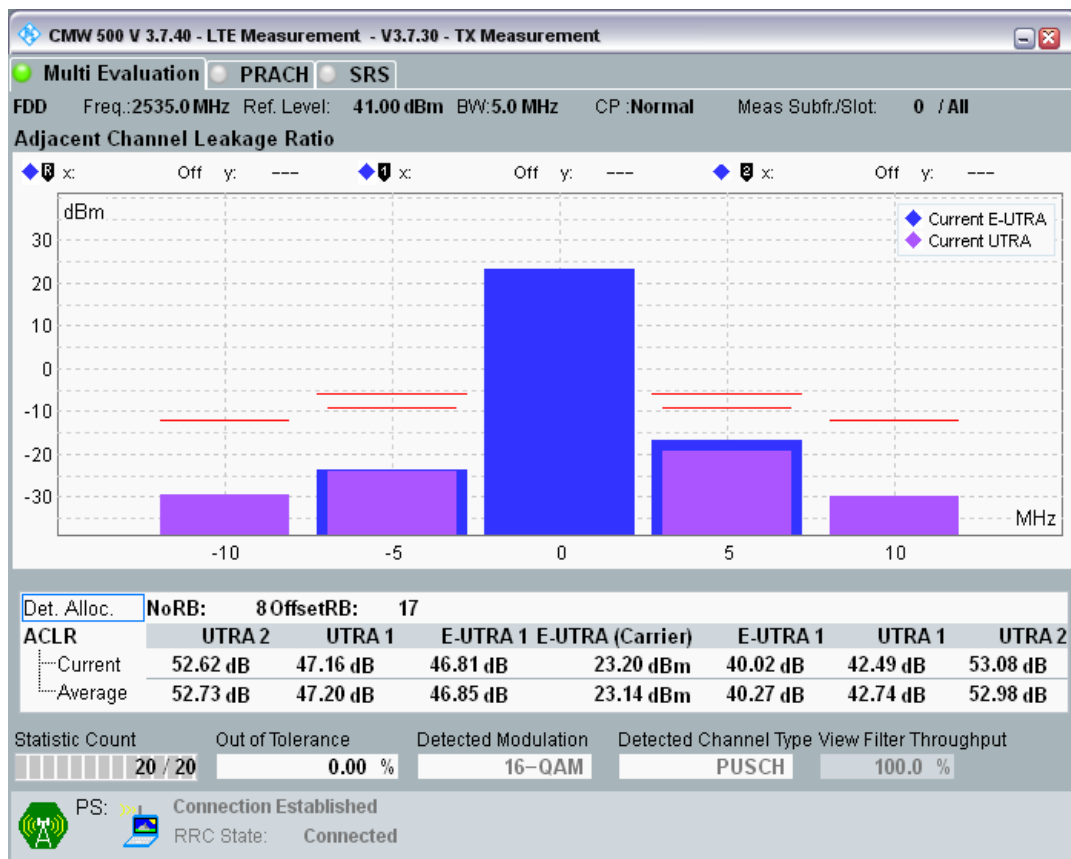 CMW 500 V 3.7.40 - LTE Measurement - V3.7.30 - TX Measurement
Multi Evaluation PRACH SRS
FDD Freq.:2535.0 MHz Ref. Level: 41.00 dBm BW:5.0 MHz CP :Normal Meas Subfr./Slot: 0 / All
Adjacent Channel Leakage Ratio
R x: Off y: --- 1 x: Off y: --- 2 x: Off y: ---
dBm
Current E-UTRA
Current UTRA
30
20
10
0
-10
-20
-30
MHz
-10 -5 0 5 10
Det. Alloc. NoRB: 8 OffsetRB: 17
ACLR UTRA 2 UTRA 1 E-UTRA 1 E-UTRA (Carrier) E-UTRA 1 UTRA 1 UTRA 2
Current 52.62 dB 47.16 dB 46.81 dB 23.20 dBm 40.02 dB 42.49 dB 53.08 dB
Average 52.73 dB 47.20 dB 46.85 dB 23.14 dBm 40.27 dB 42.74 dB 52.98 dB
Statistic Count Out of Tolerance Detected Modulation Detected Channel Type View Filter Throughput
20 / 20 0.00 % 16-QAM PUSCH 100.0 %
PS: Connection Established
RRC State: Connected